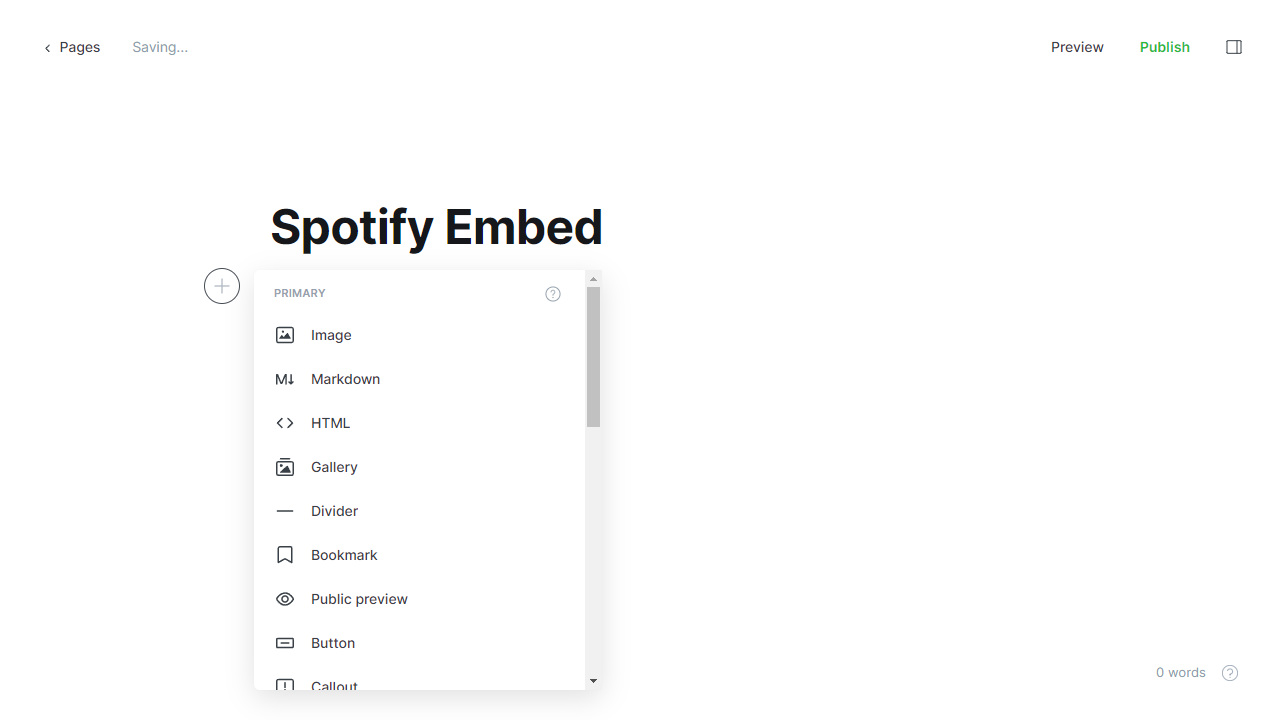 Pages
Saving...
Preview
Publish
Spotify Embed
PRIMARY
Image
Markdown
HTML
Gallery
Divider
Bookmark
Public preview
Button
Callout
0 words